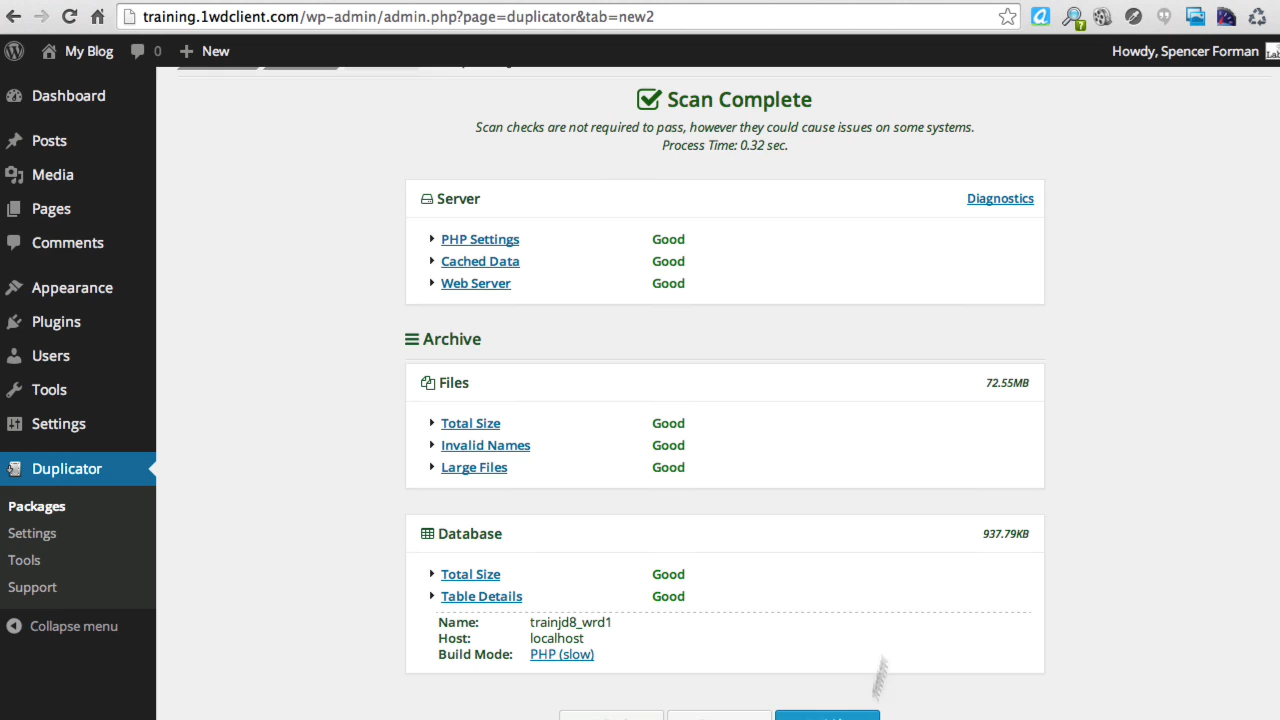 training.1wdclient.com/wp-admin/admin.php?page=duplicator&tab=new2
My Blog 0 New Howdy, Spencer Forman
Dashboard
Posts
Media
Pages
Comments
Appearance
Plugins
Users
Tools
Settings
Duplicator
Packages
Settings
Tools
Support
Collapse menu
Scan Complete
Scan checks are not required to pass, however they could cause issues on some systems.
Process Time: 0.32 sec.
Server Diagnostics
PHP Settings Good
Cached Data Good
Web Server Good
Archive
Files 72.55MB
Total Size Good
Invalid Names Good
Large Files Good
Database 937.79KB
Total Size Good
Table Details Good
Name: trainjd8_wrd1
Host: localhost
Build Mode: PHP (slow)